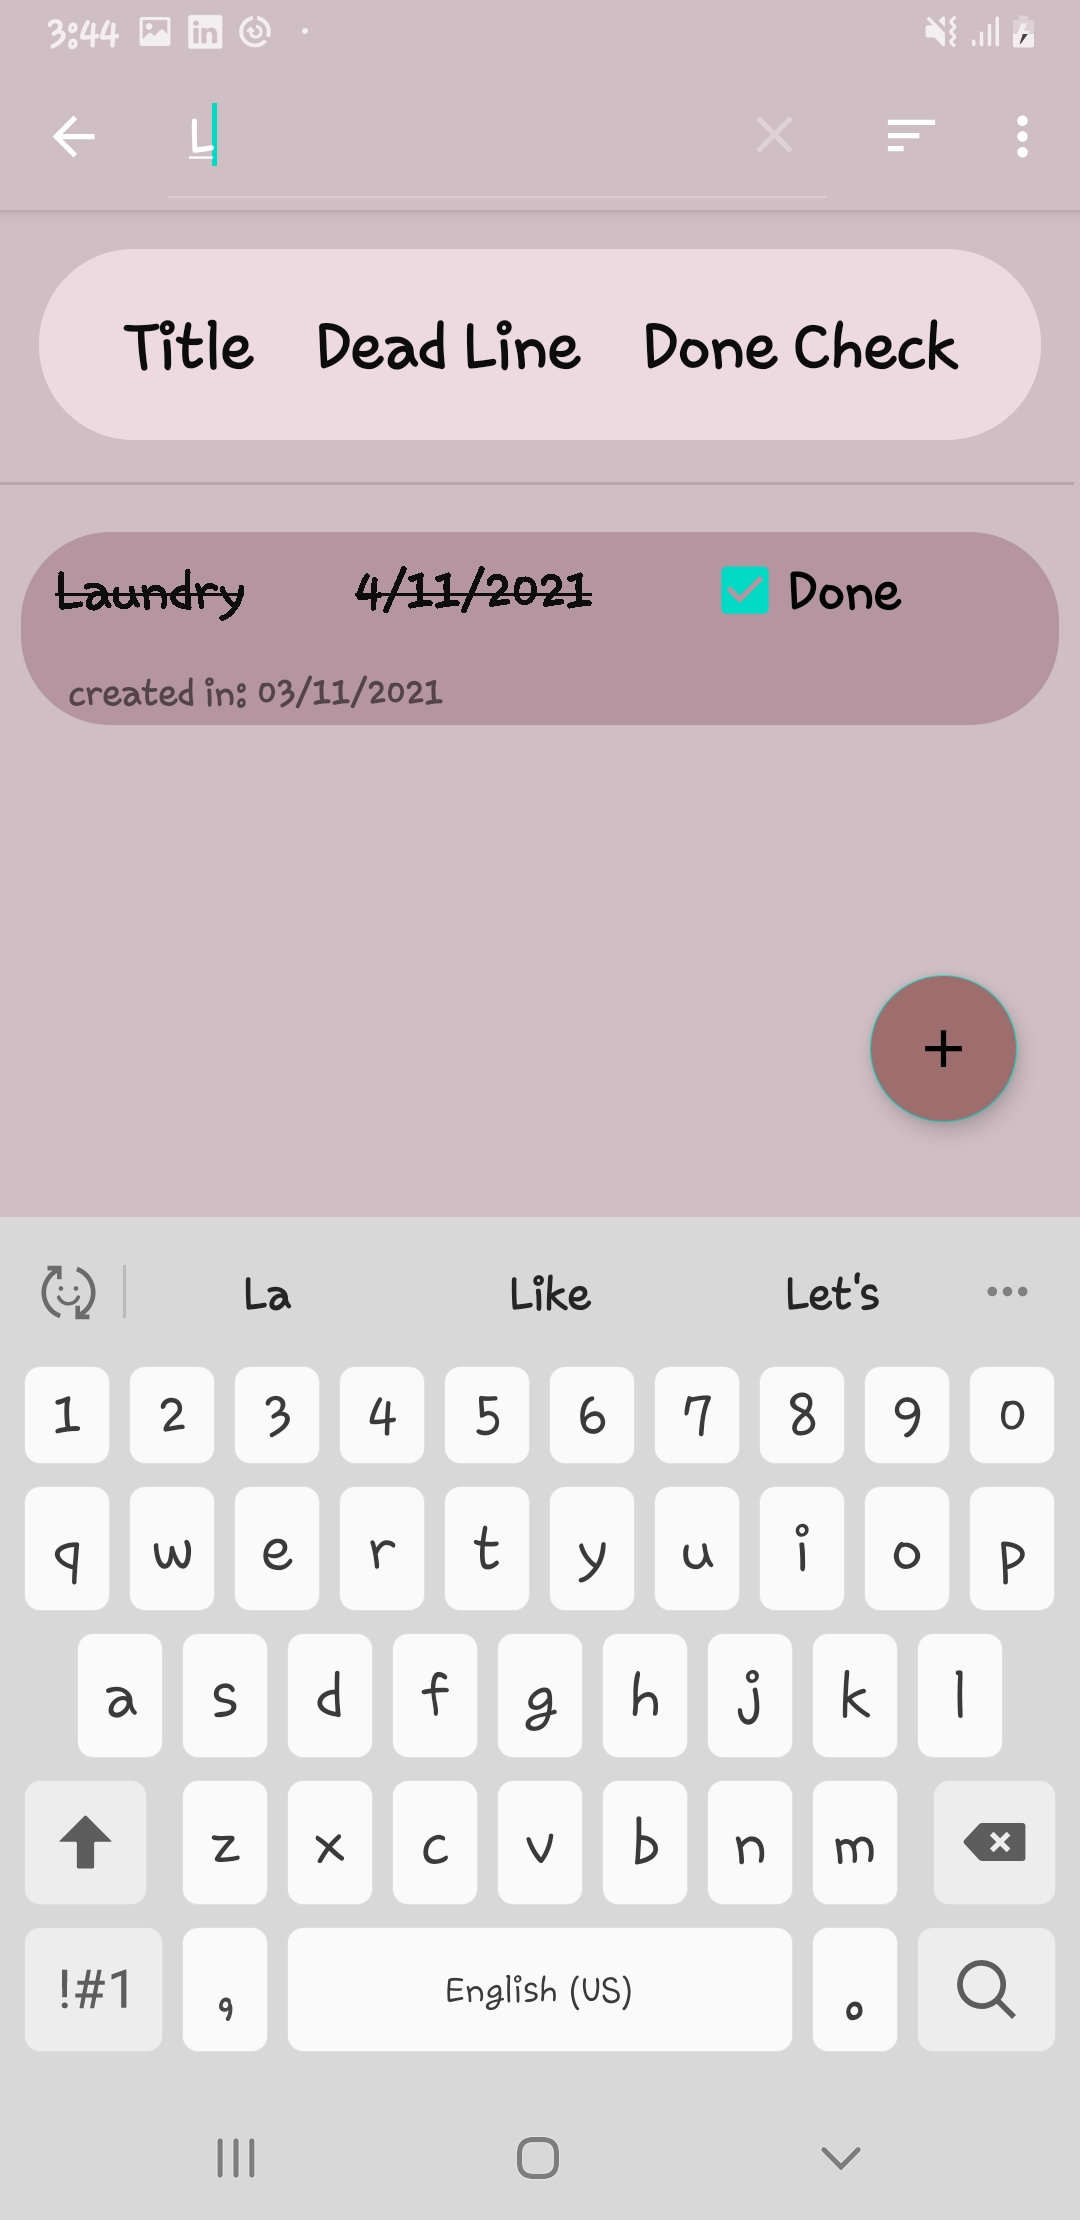 3:44
L
Title Dead Line Done Check
Laundry 4/11/2021 Done
created in: 03/11/2021
La Like Let's
1 2 3 4 5 6 7 8 9 0
q w e r t y u i o p
a s d f g h j k l
z x c v b n m
!#1 , English (US) .